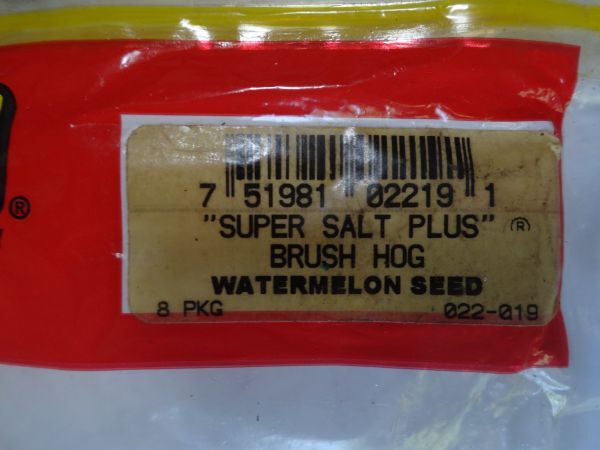 7 51981 02219 1
"SUPER SALT PLUS" ®
BRUSH HOG
WATERMELON SEED
8 PKG 022-019
®